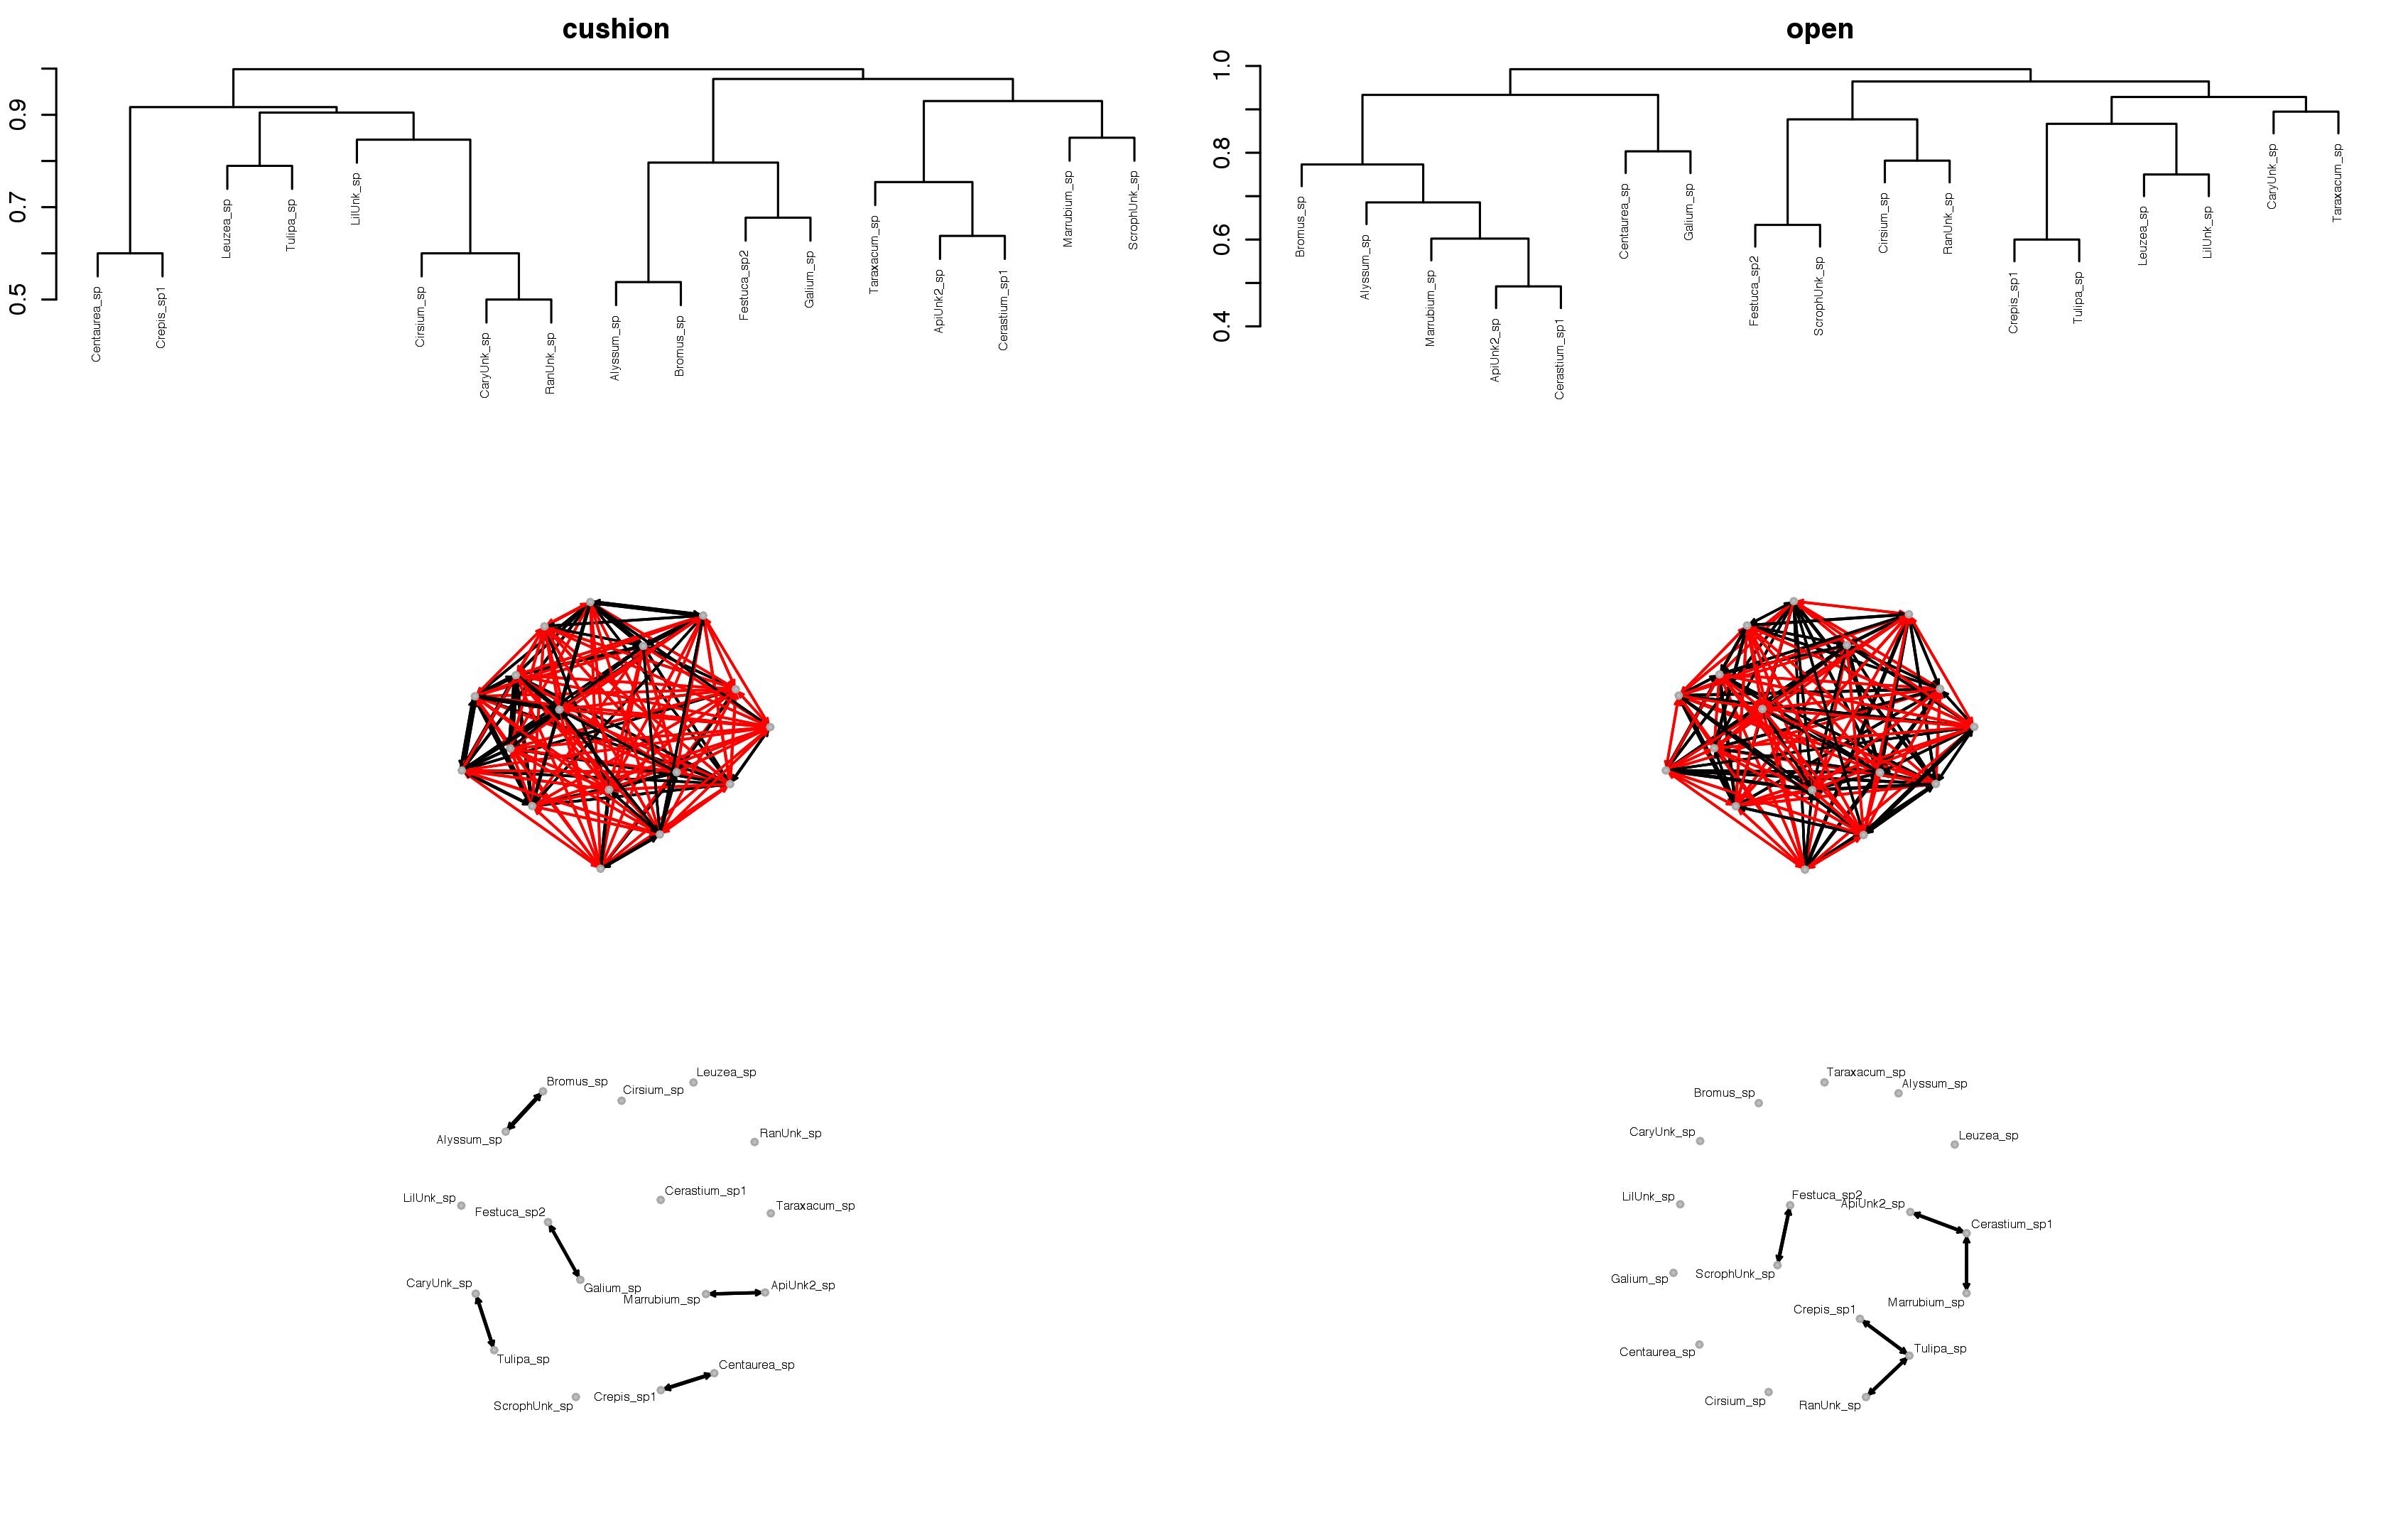 cushion
0.9
0.7
0.5
Centaurea_sp
Crepis_sp1
Leuzea_sp
Tulipa_sp
LilUnk_sp
Cirsium_sp
CaryUnk_sp
RanUnk_sp
Alyssum_sp
Bromus_sp
Festuca_sp2
Galium_sp
Taraxacum_sp
ApiUnk2_sp
Cerastium_sp1
Marrubium_sp
ScrophUnk_sp
open
1.0
0.8
0.6
0.4
Bromus_sp
Alyssum_sp
Marrubium_sp
ApiUnk2_sp
Cerastium_sp1
Centaurea_sp
Galium_sp
Festuca_sp2
ScrophUnk_sp
Cirsium_sp
RanUnk_sp
Crepis_sp1
Tulipa_sp
Leuzea_sp
LilUnk_sp
CaryUnk_sp
Taraxacum_sp
Leuzea_sp
Bromus_sp
Cirsium_sp
RanUnk_sp
Alyssum_sp
Cerastium_sp1
LilUnk_sp
Taraxacum_sp
Festuca_sp2
CaryUnk_sp
Galium_sp
ApiUnk2_sp
Marrubium_sp
Tulipa_sp
Centaurea_sp
Crepis_sp1
ScrophUnk_sp
Taraxacum_sp
Alyssum_sp
Bromus_sp
CaryUnk_sp
Leuzea_sp
LilUnk_sp
Festuca_sp2
ApiUnk2_sp
Cerastium_sp1
ScrophUnk_sp
Galium_sp
Marrubium_sp
Crepis_sp1
Tulipa_sp
Centaurea_sp
Cirsium_sp
RanUnk_sp